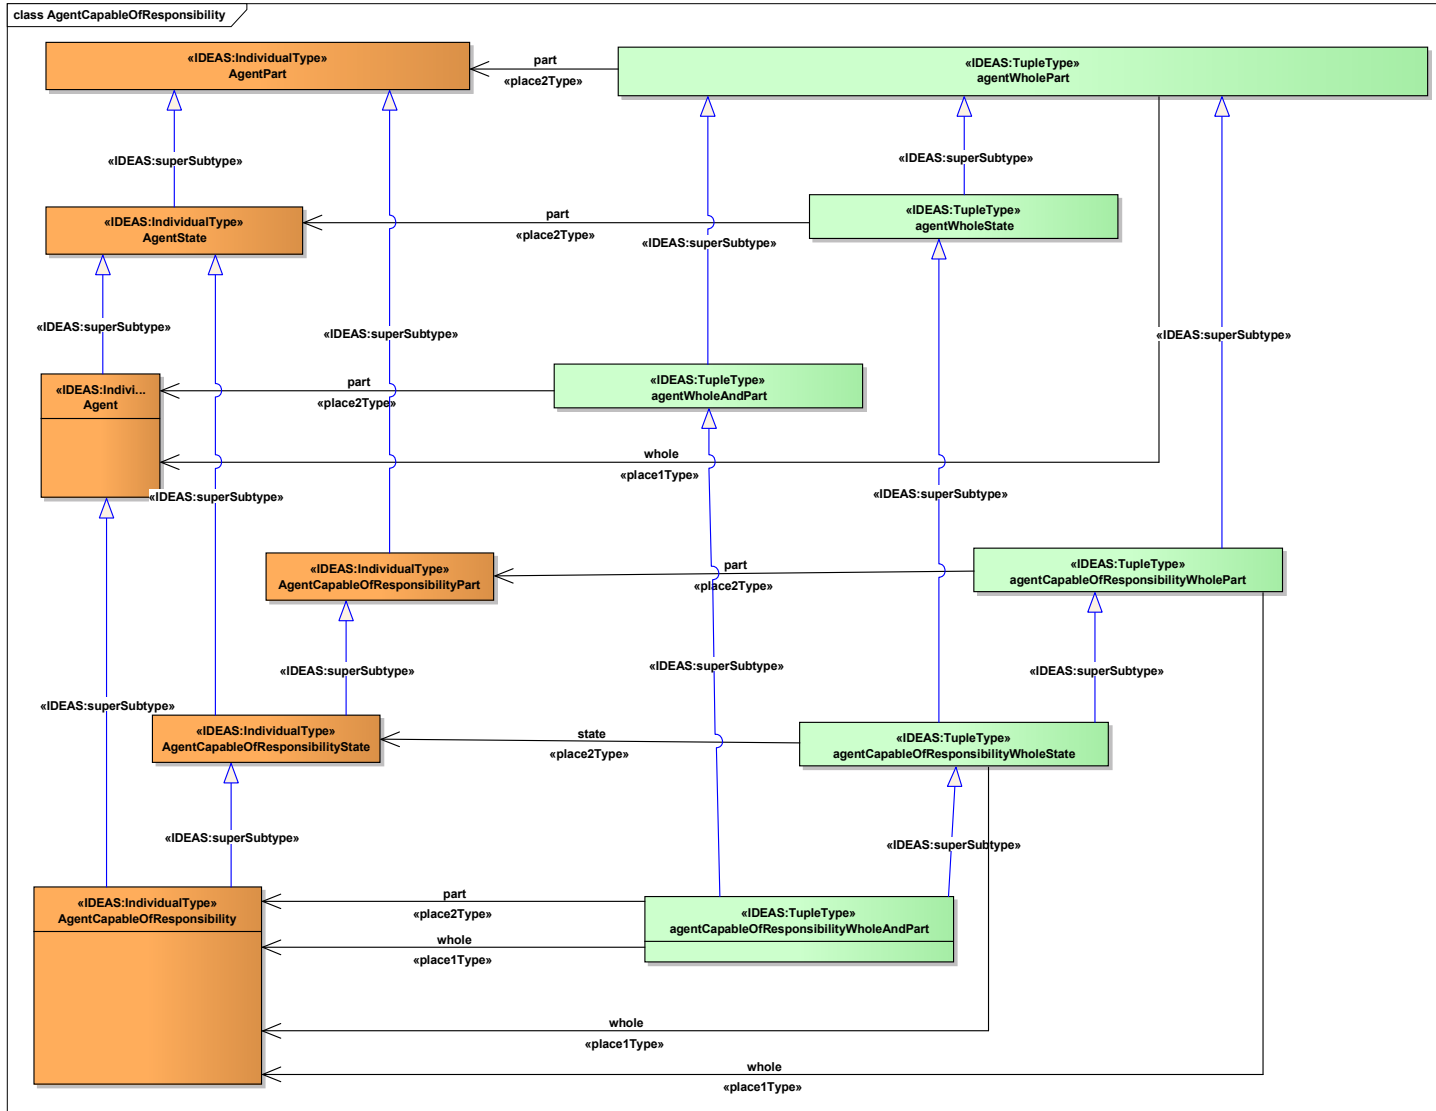 class AgentCapableOfResponsibility
«IDEAS:IndividualType»
AgentPart
part
«place2Type»
«IDEAS:TupleType»
agentWholePart
«IDEAS:superSubtype»
«IDEAS:superSubtype»
«IDEAS:IndividualType»
AgentState
part
«place2Type»
«IDEAS:TupleType»
agentWholeState
«IDEAS:superSubtype»
«IDEAS:superSubtype»
«IDEAS:superSubtype»
«IDEAS:superSubtype»
«IDEAS:Indivi...
Agent
part
«place2Type»
«IDEAS:TupleType»
agentWholeAndPart
whole
«place1Type»
«IDEAS:superSubtype»
«IDEAS:superSubtype»
«IDEAS:IndividualType»
AgentCapableOfResponsibilityPart
part
«place2Type»
«IDEAS:TupleType»
agentCapableOfResponsibilityWholePart
«IDEAS:superSubtype»
«IDEAS:superSubtype»
«IDEAS:superSubtype»
«IDEAS:superSubtype»
«IDEAS:IndividualType»
AgentCapableOfResponsibilityState
state
«place2Type»
«IDEAS:TupleType»
agentCapableOfResponsibilityWholeState
«IDEAS:superSubtype»
«IDEAS:superSubtype»
«IDEAS:IndividualType»
AgentCapableOfResponsibility
part
«place2Type»
whole
«place1Type»
«IDEAS:TupleType»
agentCapableOfResponsibilityWholeAndPart
whole
«place1Type»
whole
«place1Type»